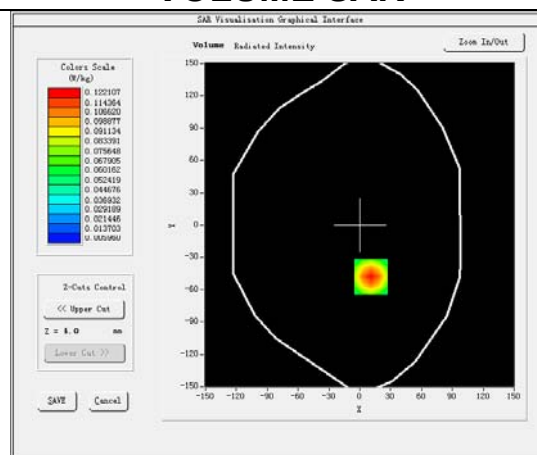 SAR Visualisation Graphical Interface
Volume Radiated Intensity
Zoom In/Out
Colors Scale
(W/kg)
0.122107
0.114364
0.106620
0.098877
0.091134
0.083391
0.075648
0.067905
0.060162
0.052419
0.044676
0.036932
0.029189
0.021446
0.013703
0.005960
Z-Cuts Control
<< Upper Cut
Z = 4.0 mm
Lower Cut >>
SAVE Cancel
150
120
90
60
30
0
-30
-60
-90
-120
-150
Y
-150 -120 -90 -60 -30 0 30 60 90 120 150
X